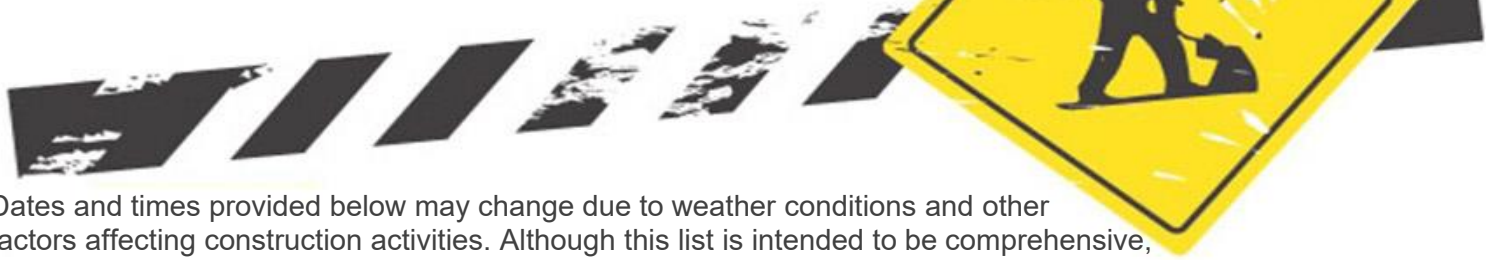 Dates and times provided below may change due to weather conditions and other
actors affecting construction activities. Although this list is intended to be comprehensive,